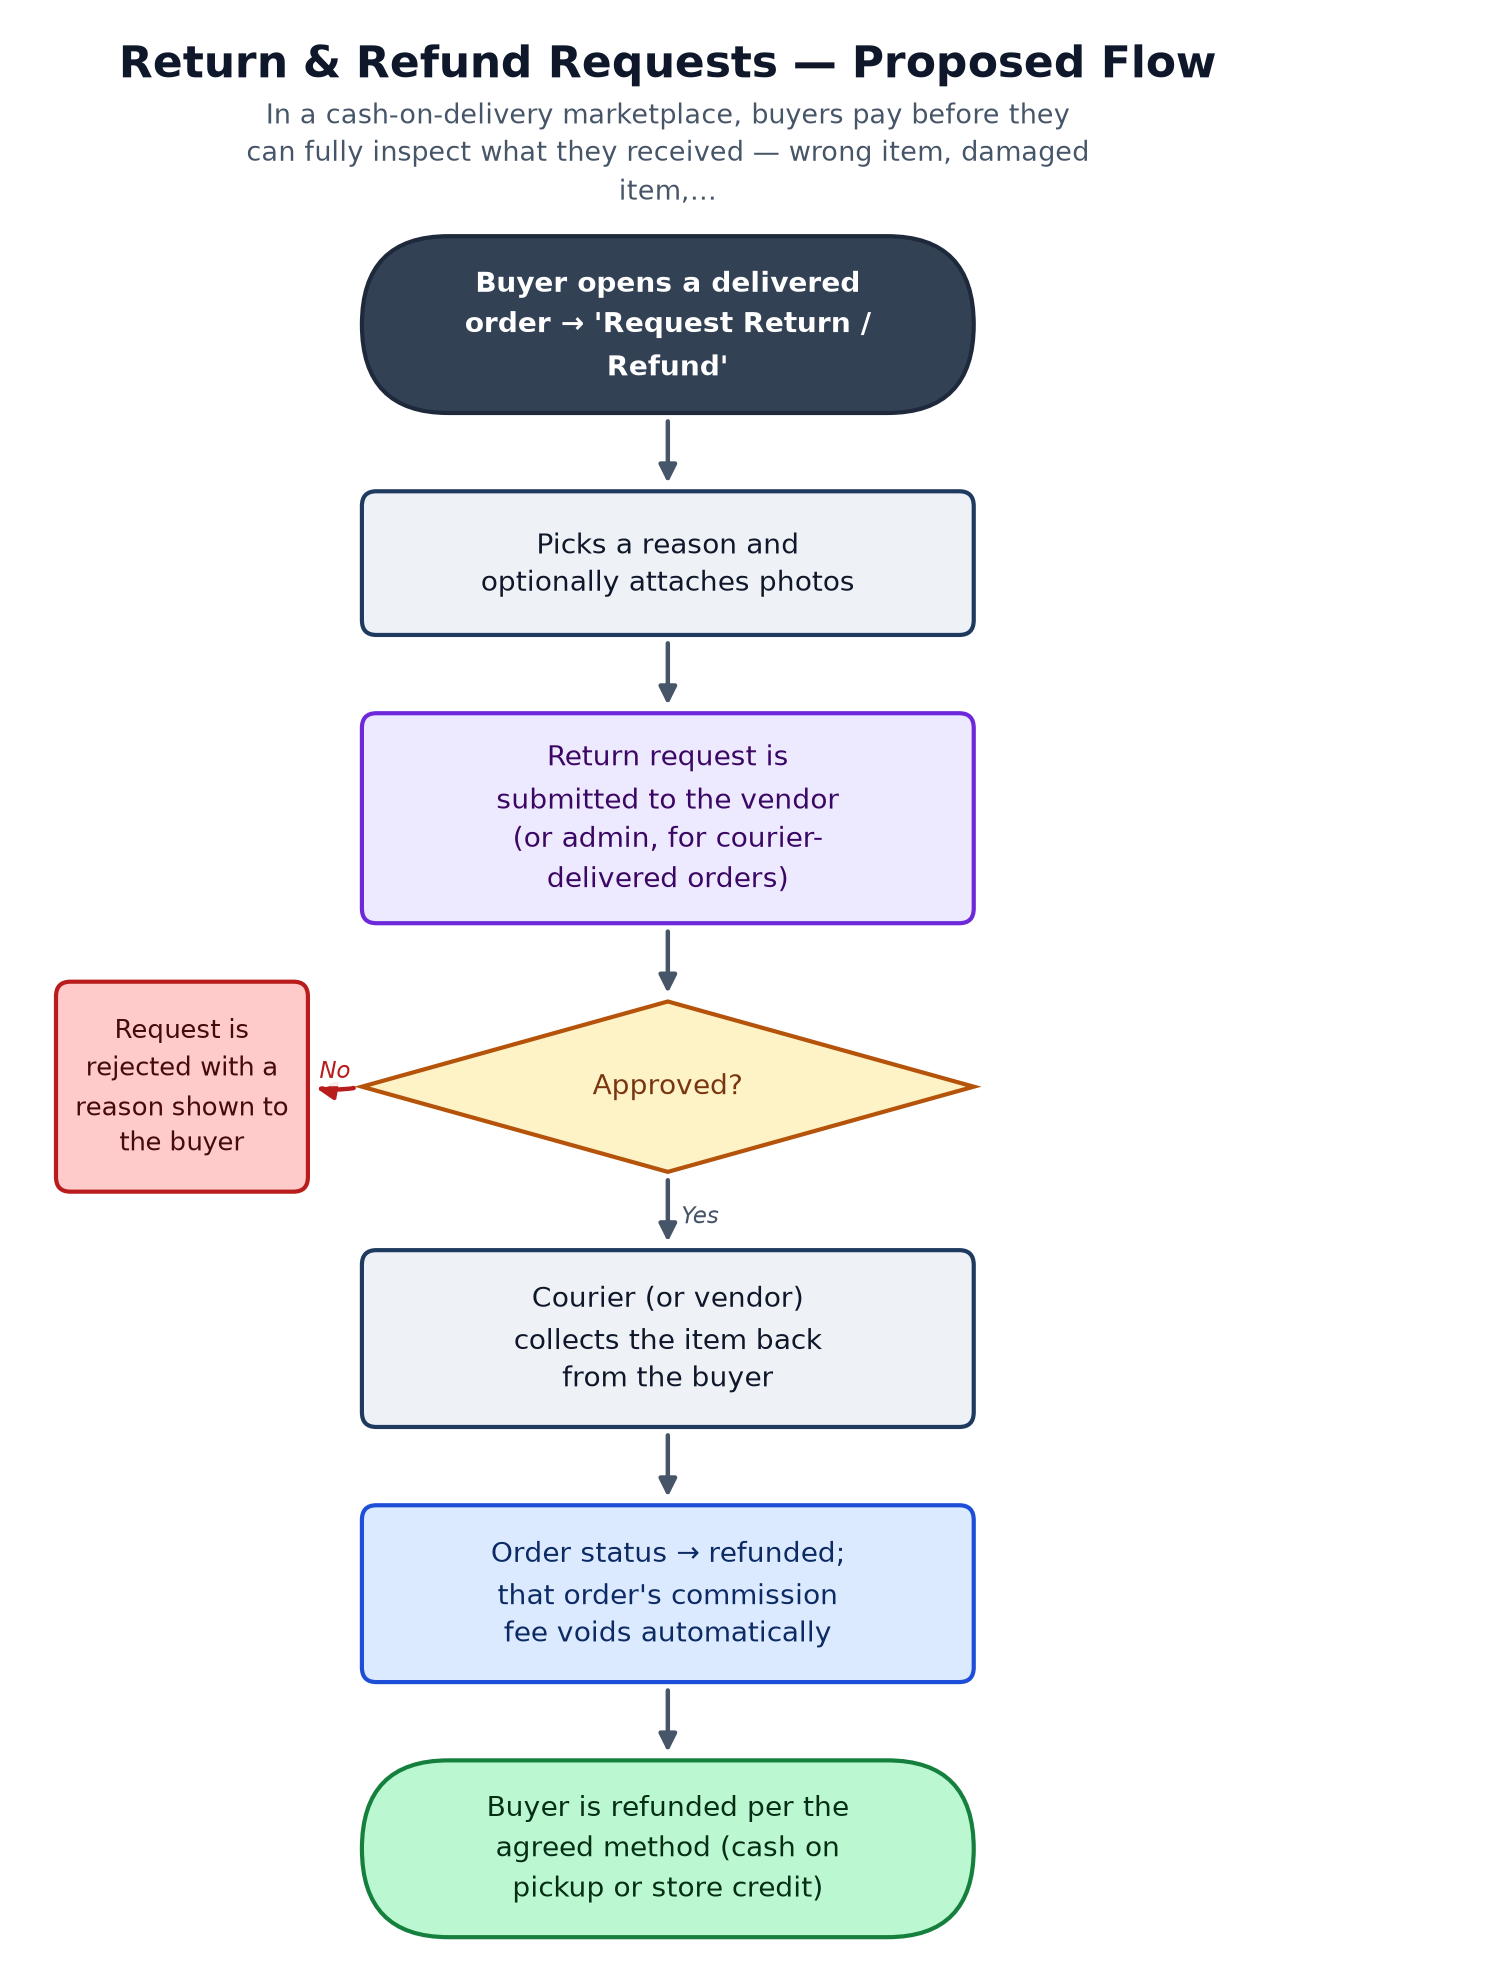 Return & Refund Requests — Proposed Flow
In a cash-on-delivery marketplace, buyers pay before they
can fully inspect what they received — wrong item, damaged
item,...
Buyer opens a delivered
order → 'Request Return /
Refund'
Picks a reason and
optionally attaches photos
Return request is
submitted to the vendor
(or admin, for courier-
delivered orders)
Request is
rejected with a
reason shown to
the buyer
No
Approved?
Yes
Courier (or vendor)
collects the item back
from the buyer
Order status → refunded;
that order's commission
fee voids automatically
Buyer is refunded per the
agreed method (cash on
pickup or store credit)